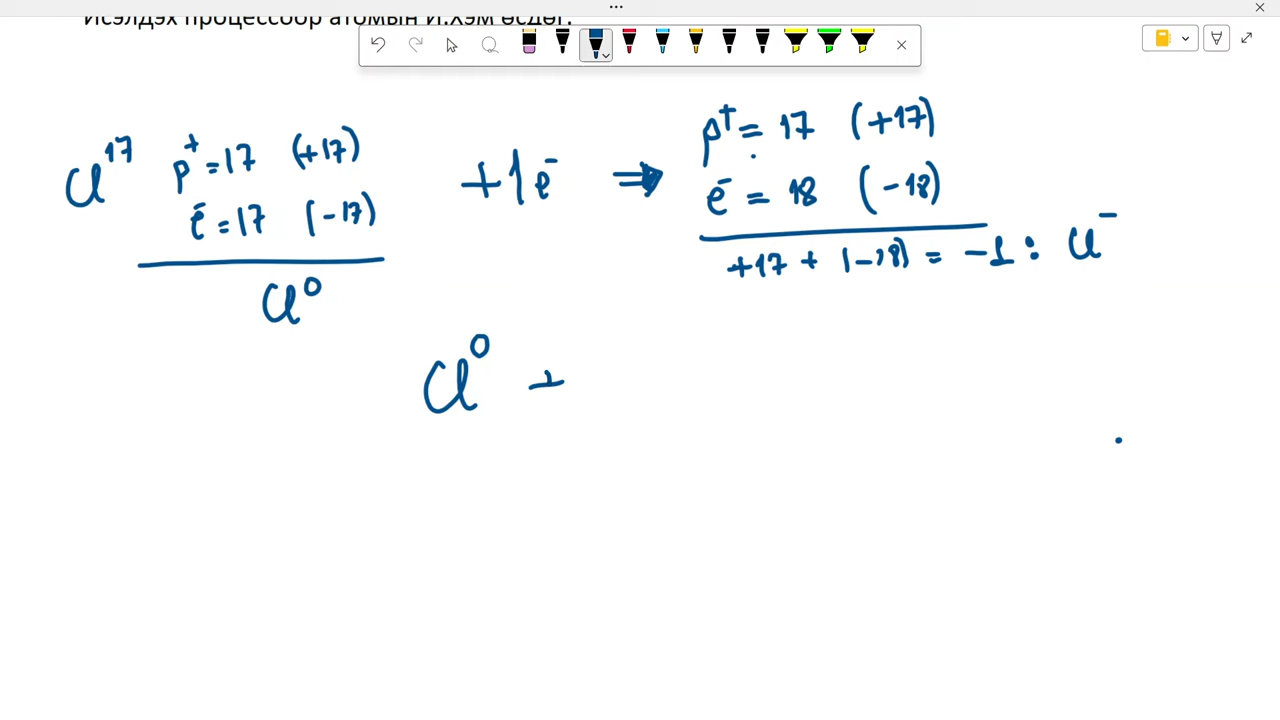 Исэлдэх процессоор атомын И.Хэм өсдөг.
Cl¹⁷ p⁺ = 17 (+17) +1e⁻ ⇒ p⁺ = 17 (+17)
e⁻ = 17 (-17) e⁻ = 18 (-18)
Cl⁰ +17 + (-18) = -1 : Cl⁻
Cl⁰ +